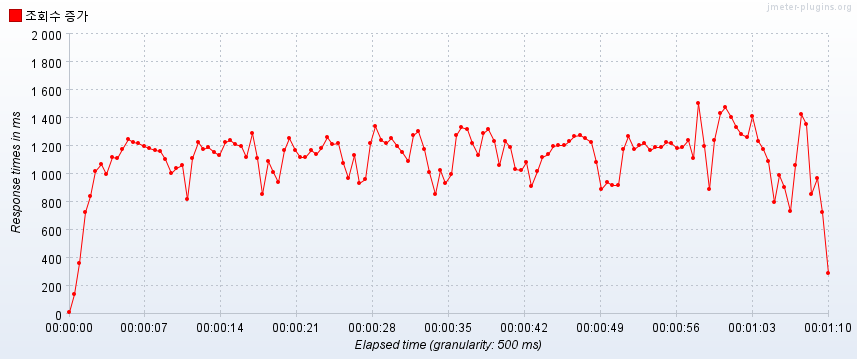 jmeter-plugins.org
조회수 증가
2 000
1 800
1 600
1 400
1 200
1 000
800
600
400
200
0
Response times in ms
00:00:00 00:00:07 00:00:14 00:00:21 00:00:28 00:00:35 00:00:42 00:00:49 00:00:56 00:01:03 00:01:10
Elapsed time (granularity: 500 ms)